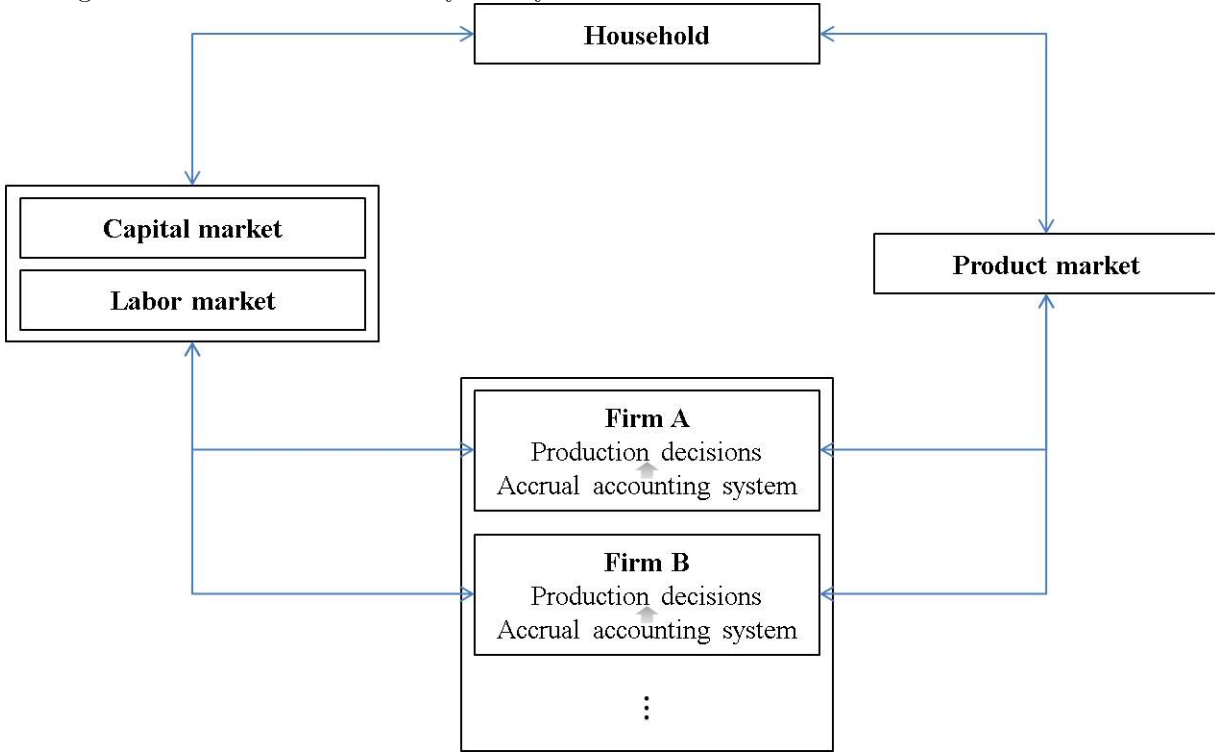 Household
Capital market
Labor market
Product market
Firm A
Production decisions
Accrual accounting system
Firm B
Production decisions
Accrual accounting system
⋮